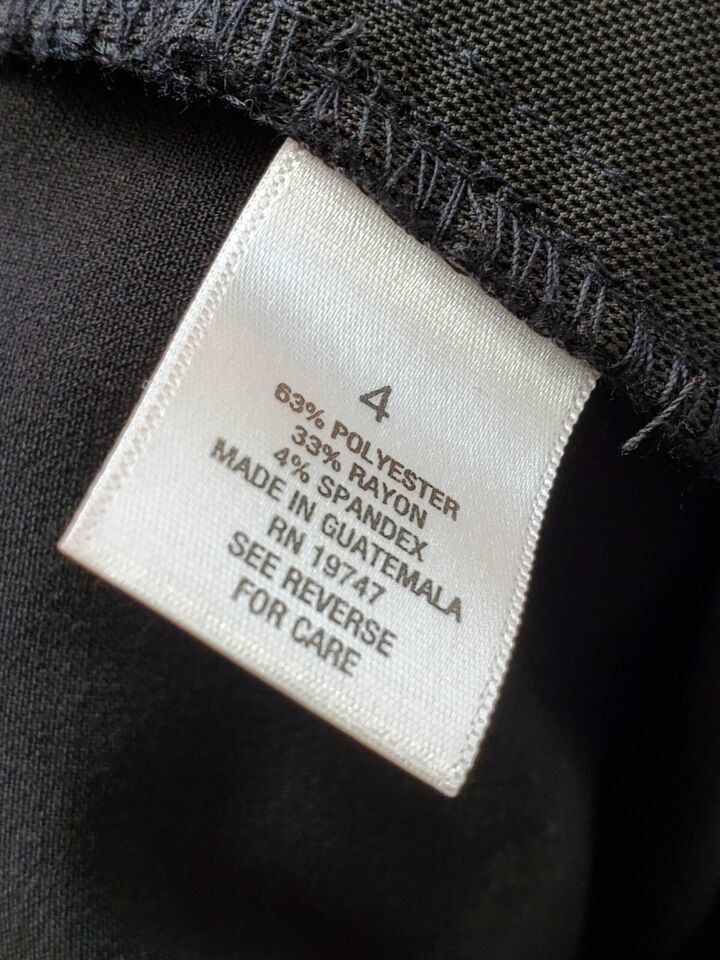 4
63% POLYESTER
33% RAYON
4% SPANDEX
MADE IN GUATEMALA
RN 19747
SEE REVERSE
FOR CARE